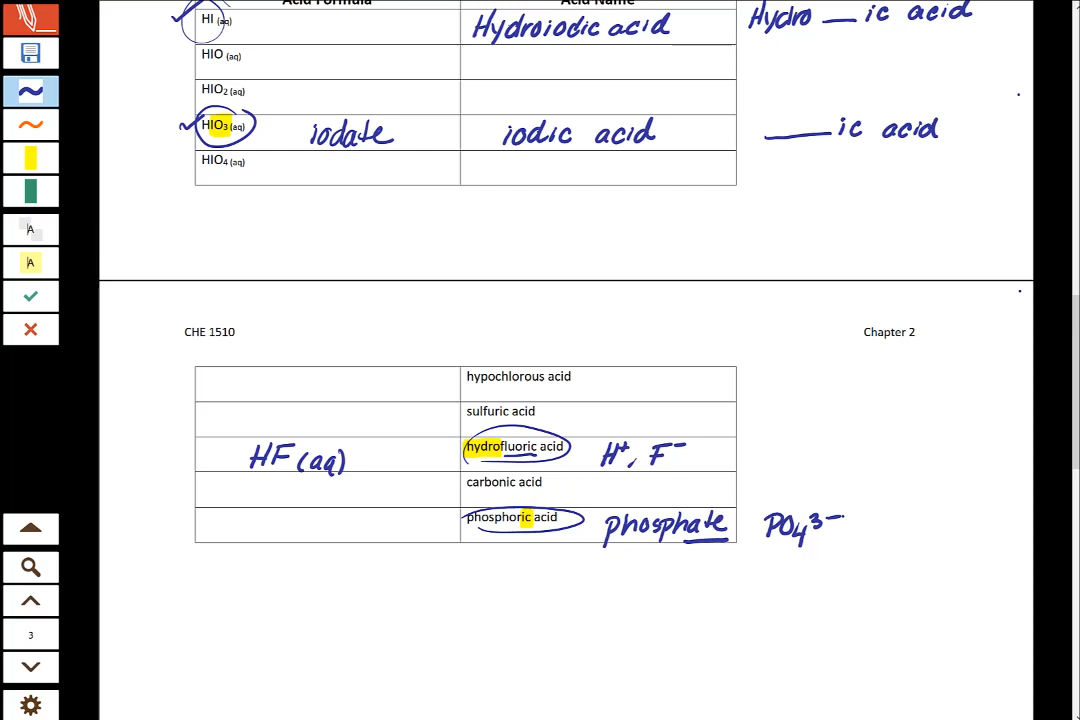 Acid Formula Acid Name
HI (aq) Hydroiodic acid Hydro __ ic acid
HIO (aq)
HIO2 (aq)
HIO3 (aq) iodate iodic acid ____ ic acid
HIO4 (aq)
CHE 1510 Chapter 2
hypochlorous acid
sulfuric acid
HF (aq) hydrofluoric acid H+, F−
carbonic acid
phosphoric acid phosphate PO4 3−
A
A
3